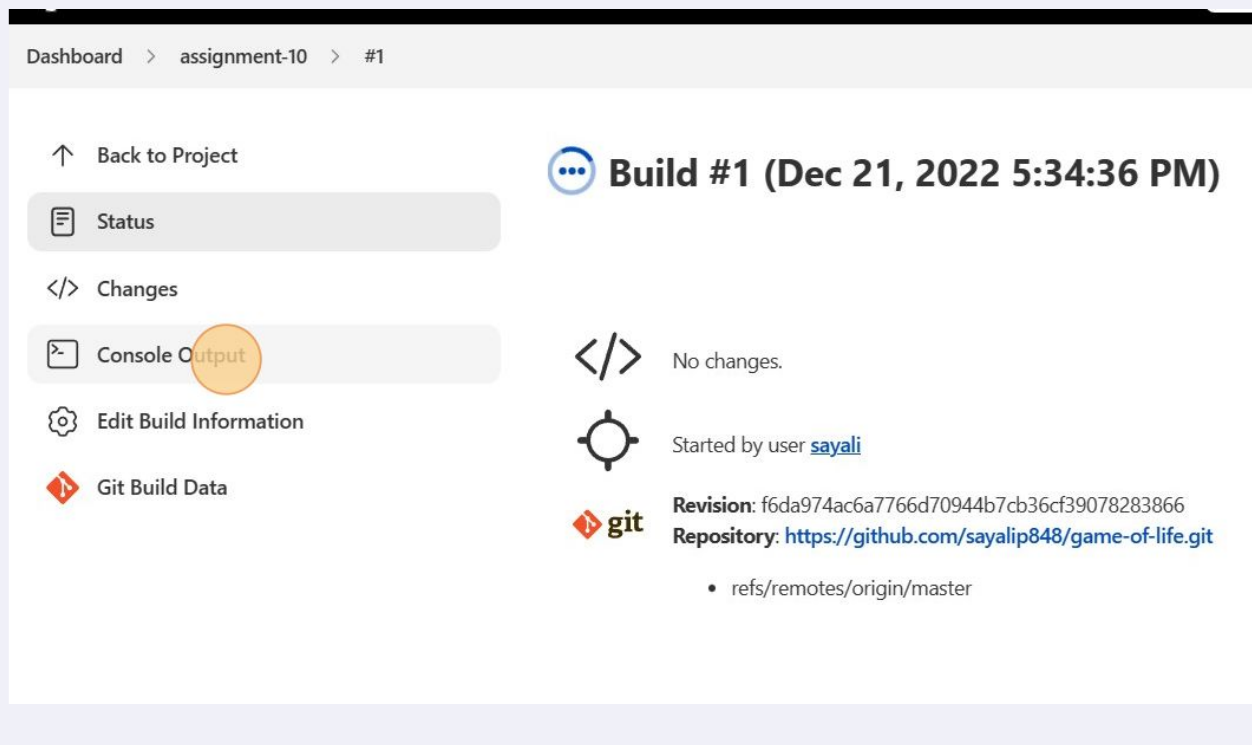 Dashboard > assignment-10 > #1
Back to Project
Status
Changes
Console Output
Edit Build Information
Git Build Data
Build #1 (Dec 21, 2022 5:34:36 PM)
No changes.
Started by user sayali
git
Revision: f6da974ac6a7766d70944b7cb36cf39078283866
Repository: https://github.com/sayalip848/game-of-life.git
• refs/remotes/origin/master